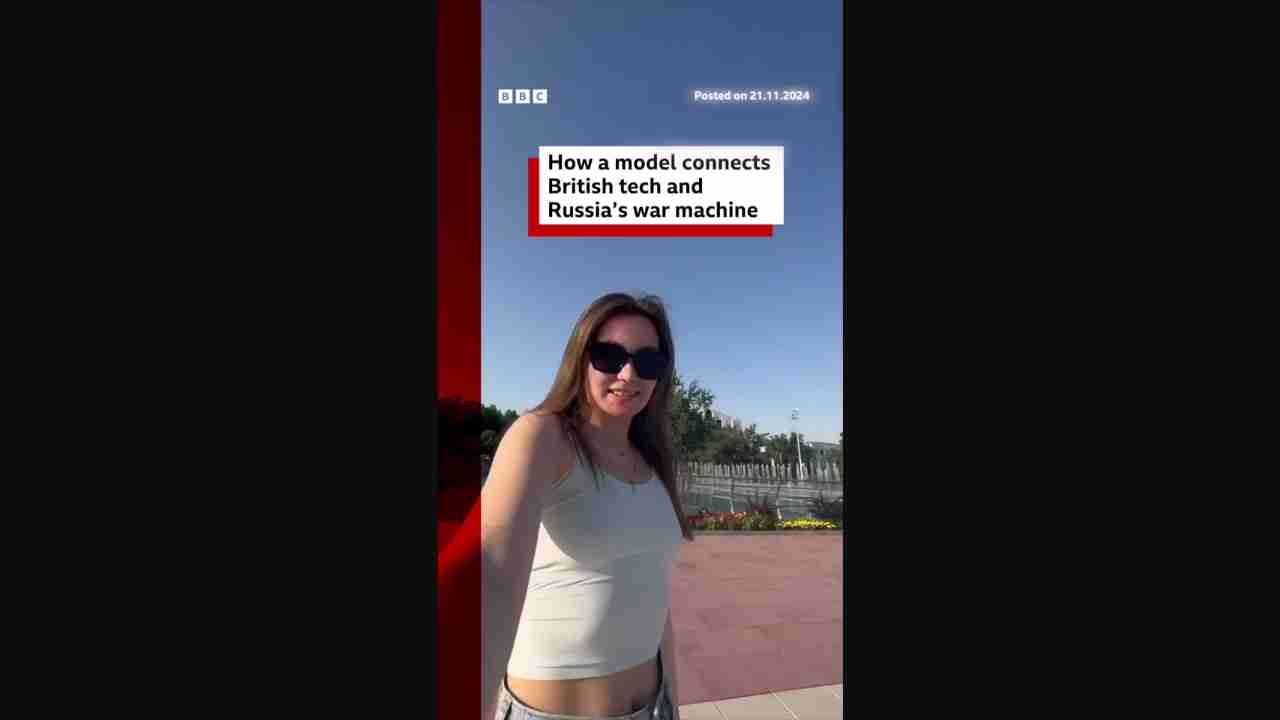 BBC
Posted on 21.11.2024
How a model connects
British tech and
Russia's war machine